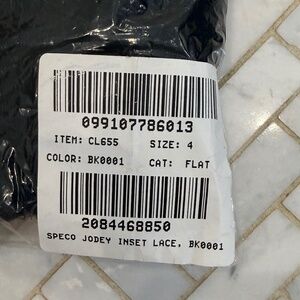 099107786013
ITEM: CL655 SIZE: 4
COLOR: BK0001 CAT: FLAT
2084468850
SPECO JODEY INSET LACE, BK0001